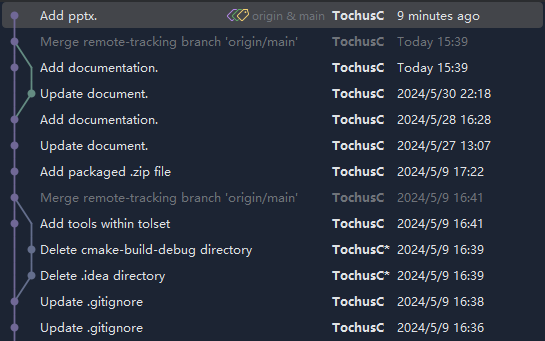 Add pptx. origin & main TochusC 9 minutes ago
Merge remote-tracking branch 'origin/main' TochusC Today 15:39
Add documentation. TochusC Today 15:39
Update document. TochusC 2024/5/30 22:18
Add documentation. TochusC 2024/5/28 16:28
Update document. TochusC 2024/5/27 13:07
Add packaged .zip file TochusC 2024/5/9 17:22
Merge remote-tracking branch 'origin/main' TochusC 2024/5/9 16:41
Add tools within tolset TochusC 2024/5/9 16:41
Delete cmake-build-debug directory TochusC* 2024/5/9 16:39
Delete .idea directory TochusC* 2024/5/9 16:39
Update .gitignore TochusC 2024/5/9 16:38
Update .gitignore TochusC 2024/5/9 16:36